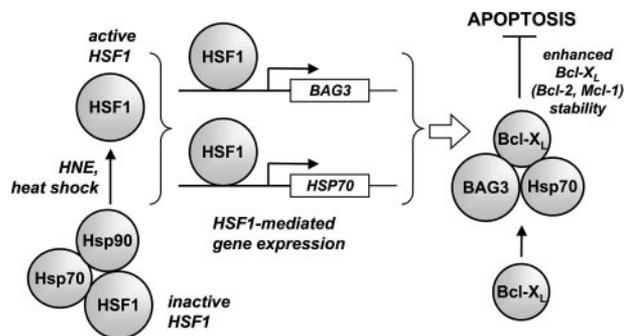 active
HSF1
HSF1
HNE,
heat shock
Hsp90
Hsp70
HSF1
inactive
HSF1
HSF1
BAG3
HSF1
HSP70
HSF1-mediated
gene expression
APOPTOSIS
enhanced
Bcl-XL
(Bcl-2, Mcl-1)
stability
Bcl-XL
BAG3
Hsp70
Bcl-XL